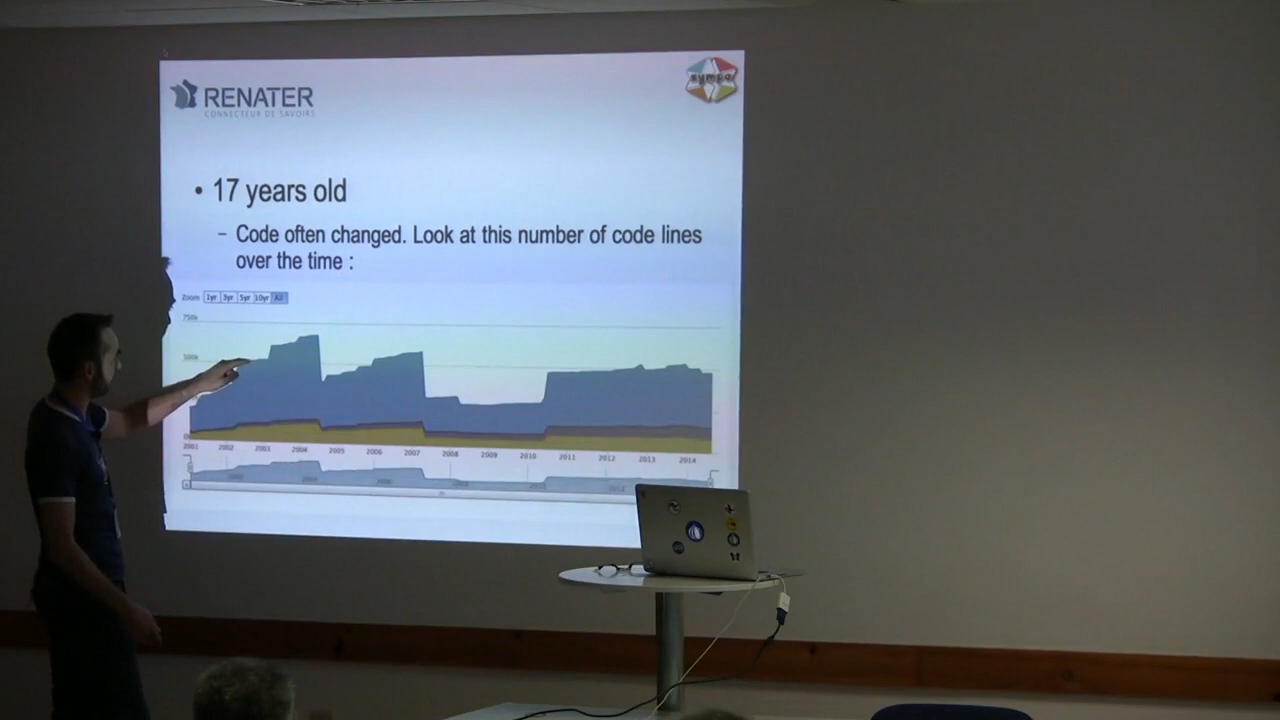 RENATER
CONNECTEUR DE SAVOIRS
sympa
• 17 years old
– Code often changed. Look at this number of code lines
over the time :
Zoom 1yr 3yr 5yr 10yr All
750k
500k
2001 2002 2003 2004 2005 2006 2007 2008 2009 2010 2011 2012 2013 2014